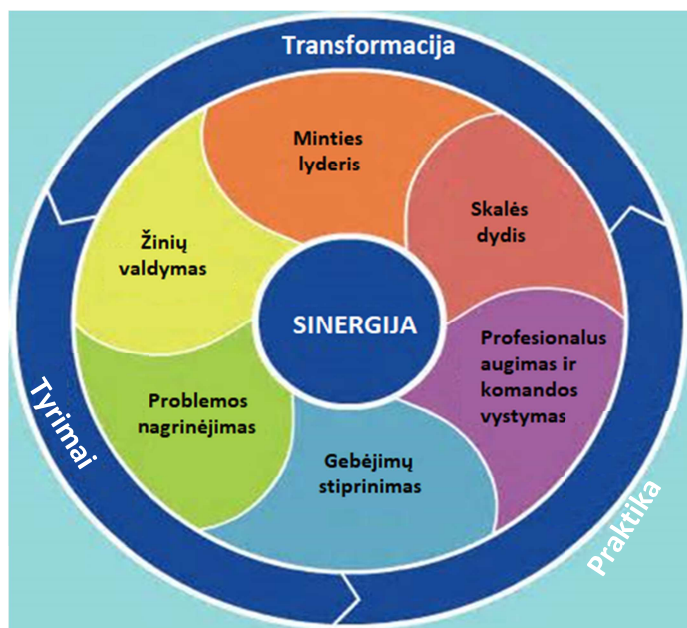 Transformacija
Minties
lyderis
Skalės
dydis
Žinių
valdymas
SINERGIJA
Profesionalus
augimas ir
komandos
vystymas
Problemos
nagrinėjimas
Gebėjimų
stiprinimas
Tyrimai
Praktika